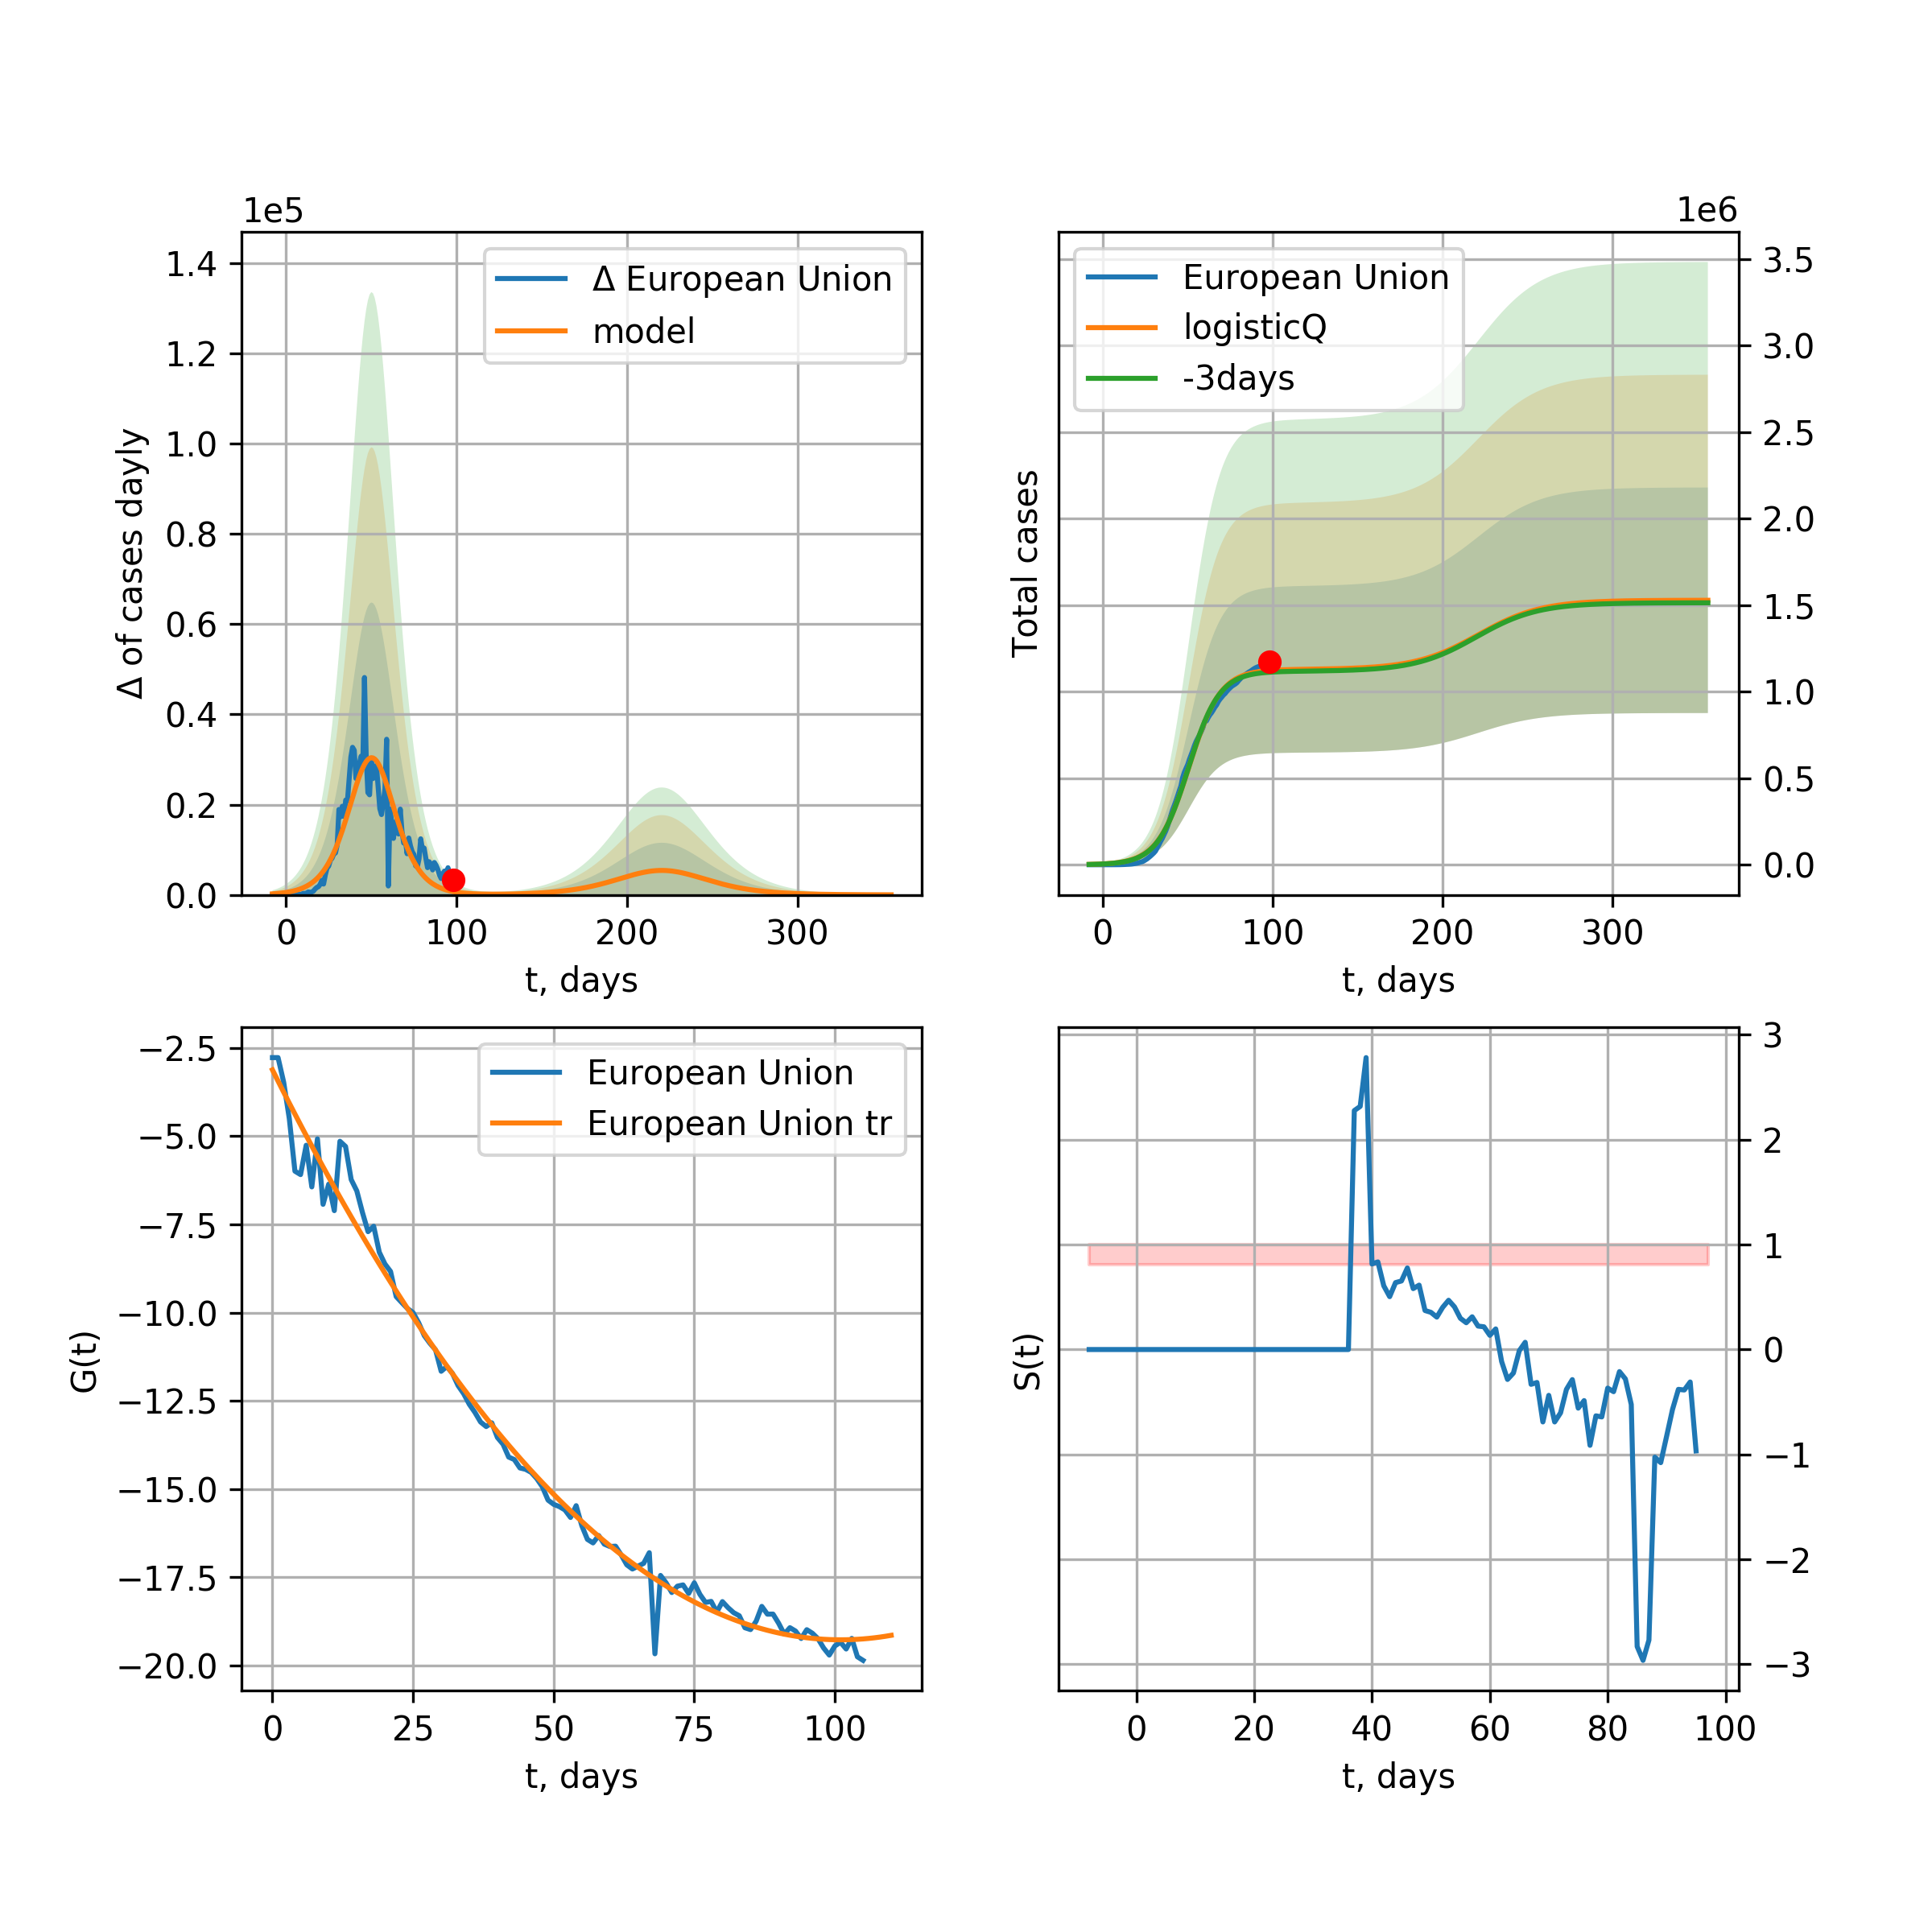 1e5
Δ European Union
model
1.4
1.2
1.0
0.8
0.6
0.4
0.2
0.0
Δ of cases dayly
0 100 200 300
t, days
1e6
European Union
logisticQ
-3days
3.5
3.0
2.5
2.0
1.5
1.0
0.5
0.0
Total cases
0 100 200 300
t, days
European Union
European Union tr
−2.5
−5.0
−7.5
−10.0
−12.5
−15.0
−17.5
−20.0
G(t)
0 25 50 75 100
t, days
3
2
1
0
−1
−2
−3
S(t)
0 20 40 60 80 100
t, days